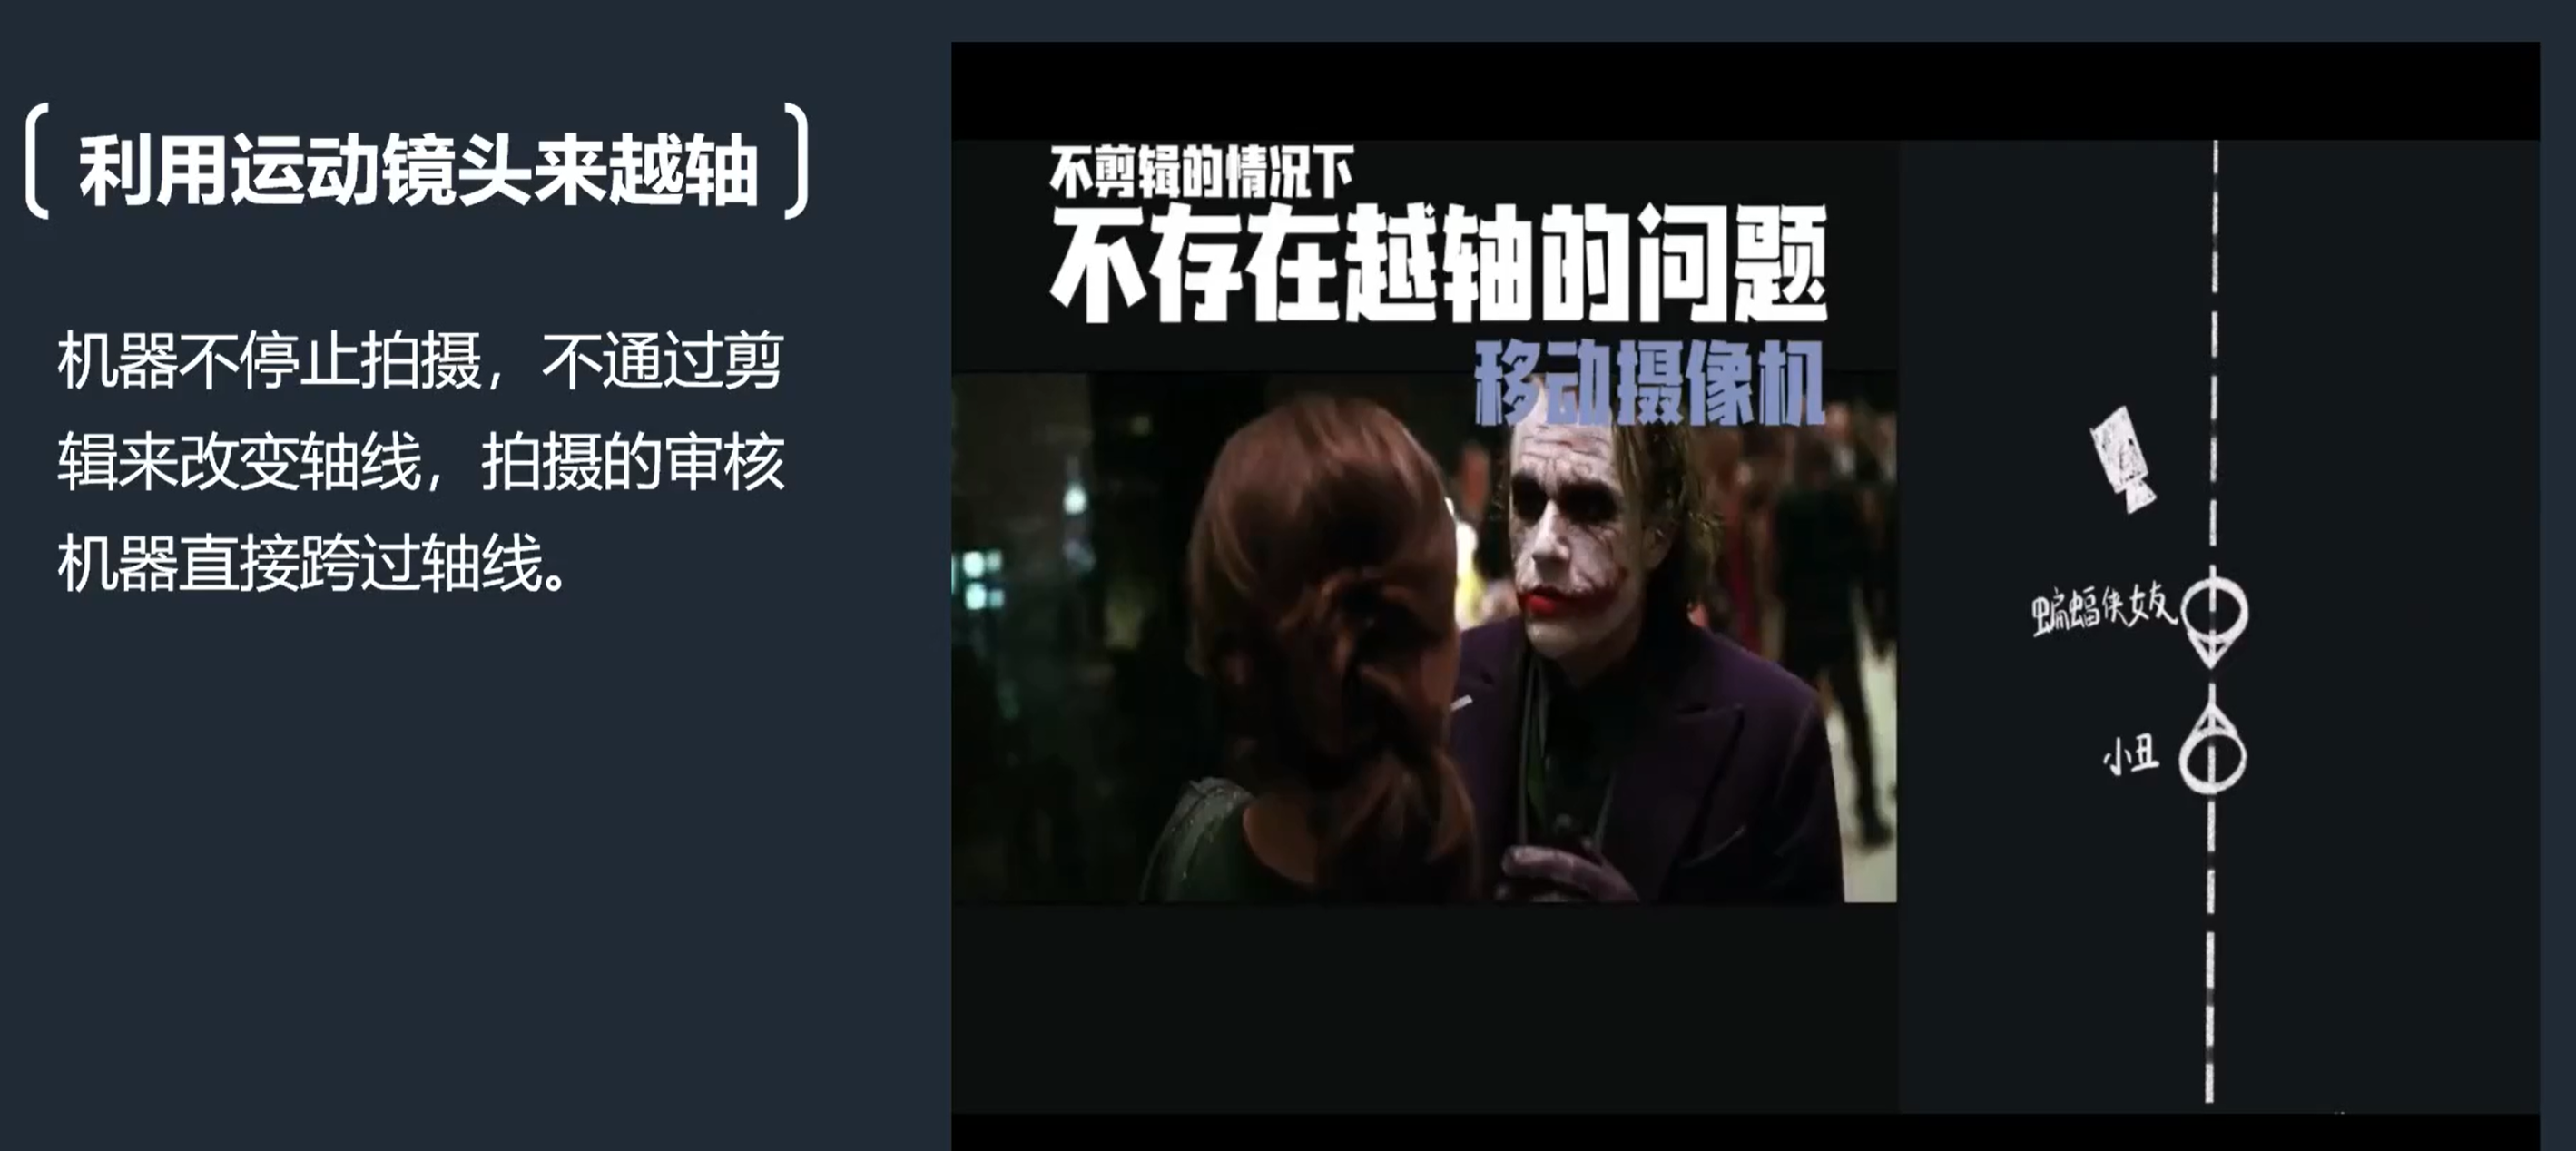 利用运动镜头来越轴
机器不停止拍摄，不通过剪
辑来改变轴线，拍摄的审核
机器直接跨过轴线。
不剪辑的情况下
不存在越轴的问题
移动摄像机
蝙蝠侠女友
小丑